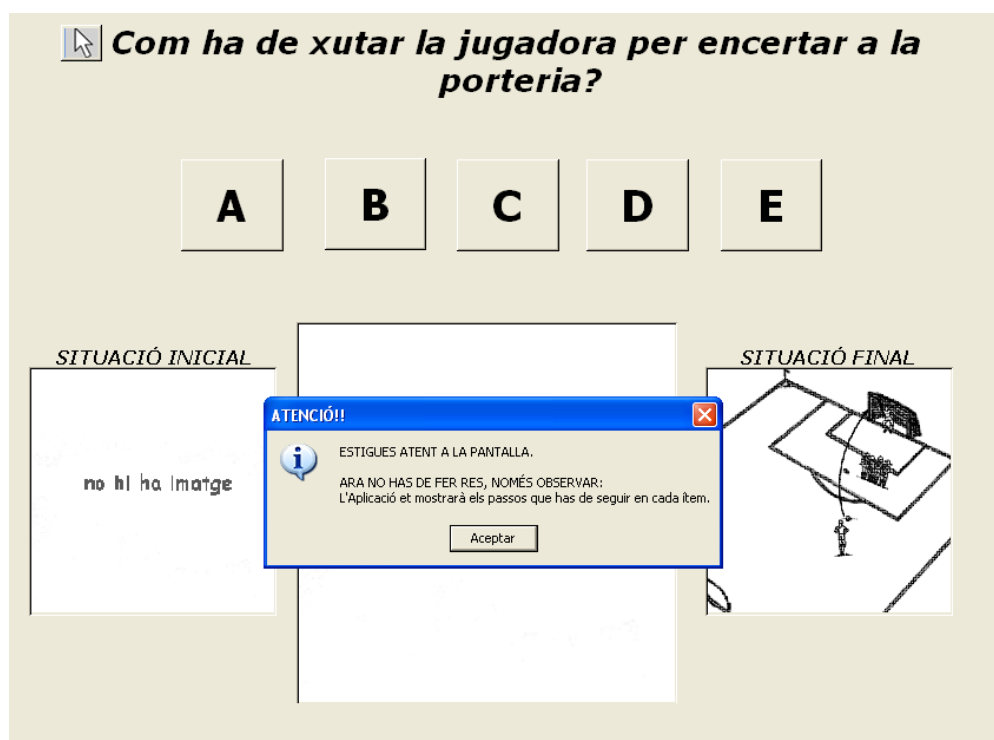 Com ha de xutar la jugadora per encertar a la
porteria?
A B C D E
SITUACIÓ INICIAL
SITUACIÓ FINAL
no hi ha imatge
ATENCIÓ!!
ESTIGUES ATENT A LA PANTALLA.
ARA NO HAS DE FER RES, NOMÉS OBSERVAR:
L'Aplicació et mostrarà els passos que has de seguir en cada ítem.
Aceptar